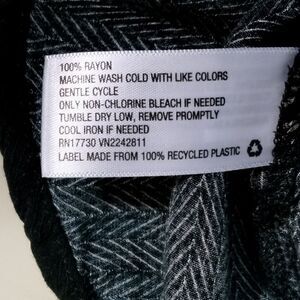 100% RAYON
MACHINE WASH COLD WITH LIKE COLORS
GENTLE CYCLE
ONLY NON-CHLORINE BLEACH IF NEEDED
TUMBLE DRY LOW, REMOVE PROMPTLY
COOL IRON IF NEEDED
RN17730 VN2242811
LABEL MADE FROM 100% RECYCLED PLASTIC